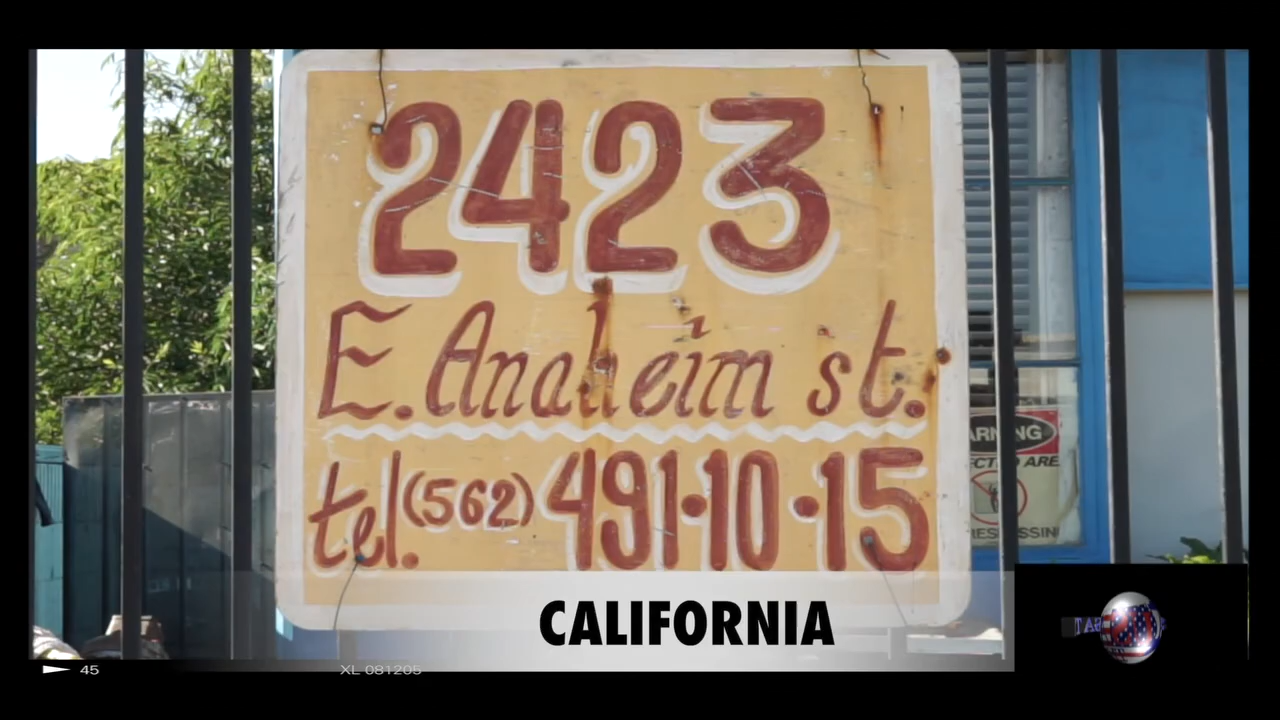 2423
E. Anaheim st.
tel. (562) 491·10·15
CALIFORNIA
45
XL 081205